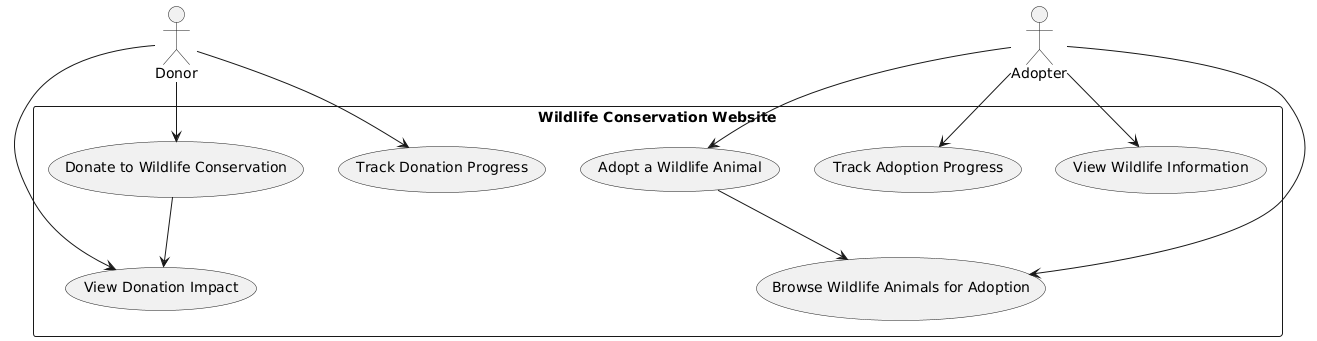 Donor
Adopter
Wildlife Conservation Website
Donate to Wildlife Conservation
Track Donation Progress
Adopt a Wildlife Animal
Track Adoption Progress
View Wildlife Information
View Donation Impact
Browse Wildlife Animals for Adoption